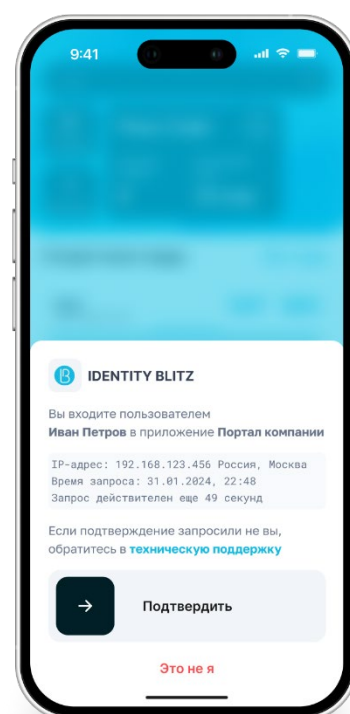 9:41
IDENTITY BLITZ
Вы входите пользователем
Иван Петров в приложение Портал компании
IP-адрес: 192.168.123.456 Россия, Москва
Время запроса: 31.01.2024, 22:48
Запрос действителен еще 49 секунд
Если подтверждение запросили не вы,
обратитесь в техническую поддержку
Подтвердить
Это не я